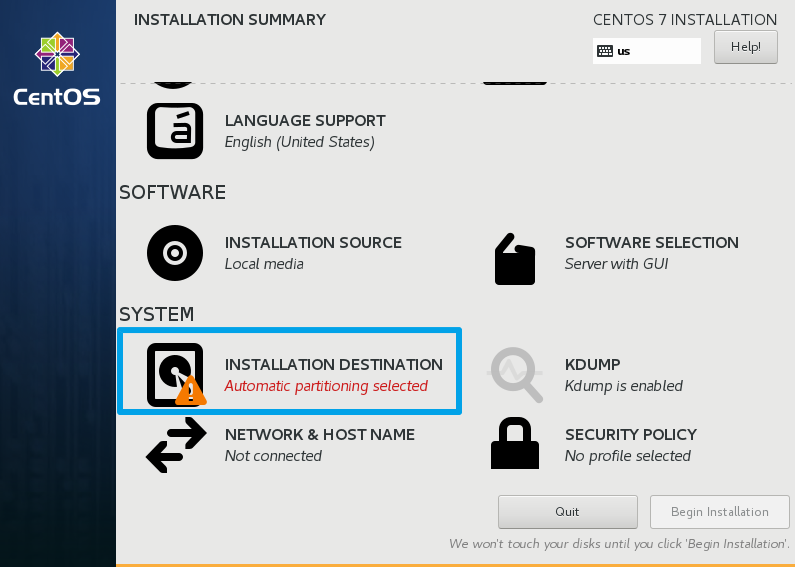 INSTALLATION SUMMARY
CENTOS 7 INSTALLATION
us
Help!
CentOS
LANGUAGE SUPPORT
English (United States)
SOFTWARE
INSTALLATION SOURCE
Local media
SOFTWARE SELECTION
Server with GUI
SYSTEM
INSTALLATION DESTINATION
Automatic partitioning selected
KDUMP
Kdump is enabled
NETWORK & HOST NAME
Not connected
SECURITY POLICY
No profile selected
Quit
Begin Installation
We won't touch your disks until you click 'Begin Installation'.